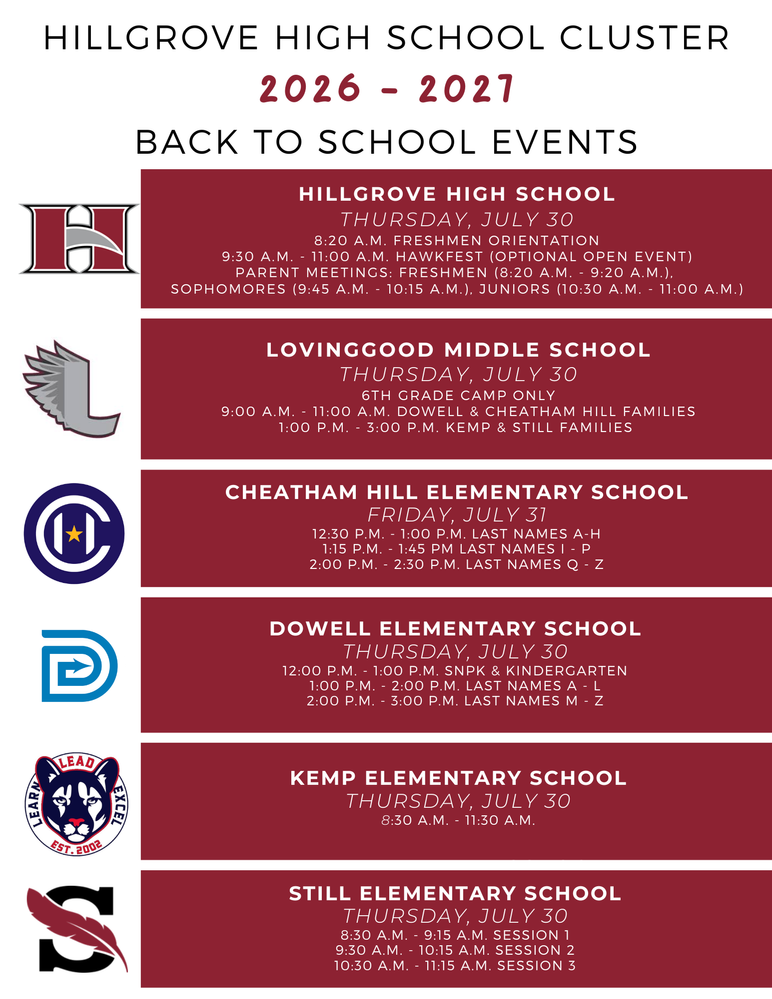 HILLGROVE HIGH SCHOOL CLUSTER
2026 - 2027
BACK TO SCHOOL EVENTS
H
HILLGROVE HIGH SCHOOL
THURSDAY, JULY 30
8:20 A.M. FRESHMEN ORIENTATION
9:30 A.M. - 11:00 A.M. HAWKFEST (OPTIONAL OPEN EVENT)
PARENT MEETINGS: FRESHMEN (8:20 A.M. - 9:20 A.M.),
SOPHOMORES (9:45 A.M. - 10:15 A.M.), JUNIORS (10:30 A.M. - 11:00 A.M.)
L
LOVINGGOOD MIDDLE SCHOOL
THURSDAY, JULY 30
6TH GRADE CAMP ONLY
9:00 A.M. - 11:00 A.M. DOWELL & CHEATHAM HILL FAMILIES
1:00 P.M. - 3:00 P.M. KEMP & STILL FAMILIES
CH
CHEATHAM HILL ELEMENTARY SCHOOL
FRIDAY, JULY 31
12:30 P.M. - 1:00 P.M. LAST NAMES A-H
1:15 P.M. - 1:45 PM LAST NAMES I - P
2:00 P.M. - 2:30 P.M. LAST NAMES Q - Z
D
DOWELL ELEMENTARY SCHOOL
THURSDAY, JULY 30
12:00 P.M. - 1:00 P.M. SNPK & KINDERGARTEN
1:00 P.M. - 2:00 P.M. LAST NAMES A - L
2:00 P.M. - 3:00 P.M. LAST NAMES M - Z
LEARN LEAD EXCEL
EST. 2002
KEMP ELEMENTARY SCHOOL
THURSDAY, JULY 30
8:30 A.M. - 11:30 A.M.
S
STILL ELEMENTARY SCHOOL
THURSDAY, JULY 30
8:30 A.M. - 9:15 A.M. SESSION 1
9:30 A.M. - 10:15 A.M. SESSION 2
10:30 A.M. - 11:15 A.M. SESSION 3